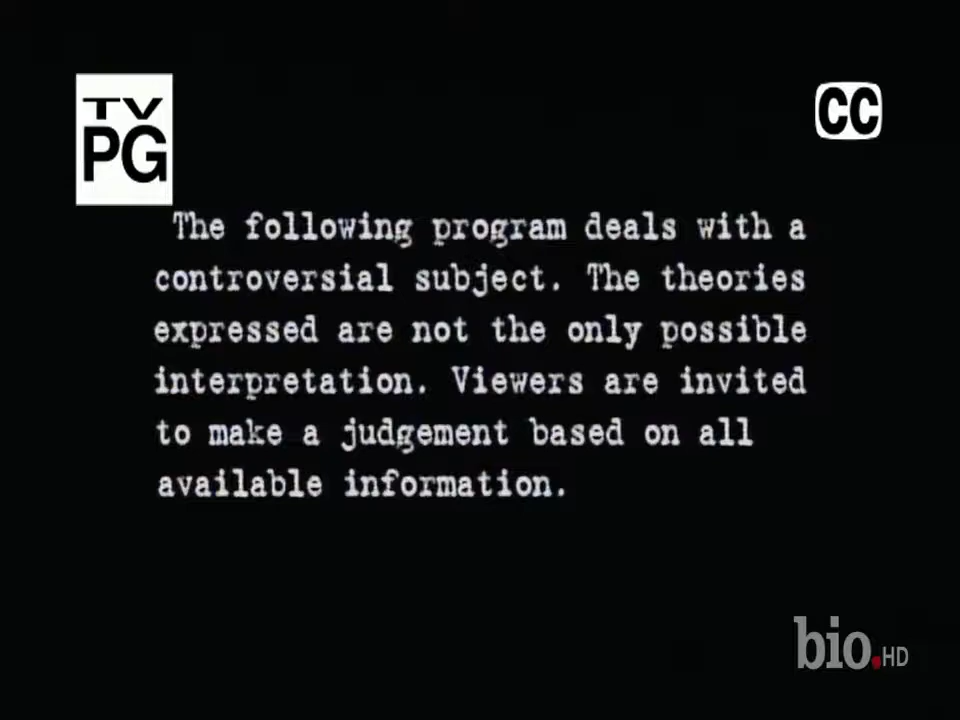 TV
PG
CC
The following program deals with a
controversial subject. The theories
expressed are not the only possible
interpretation. Viewers are invited
to make a judgement based on all
available information.
bio.HD